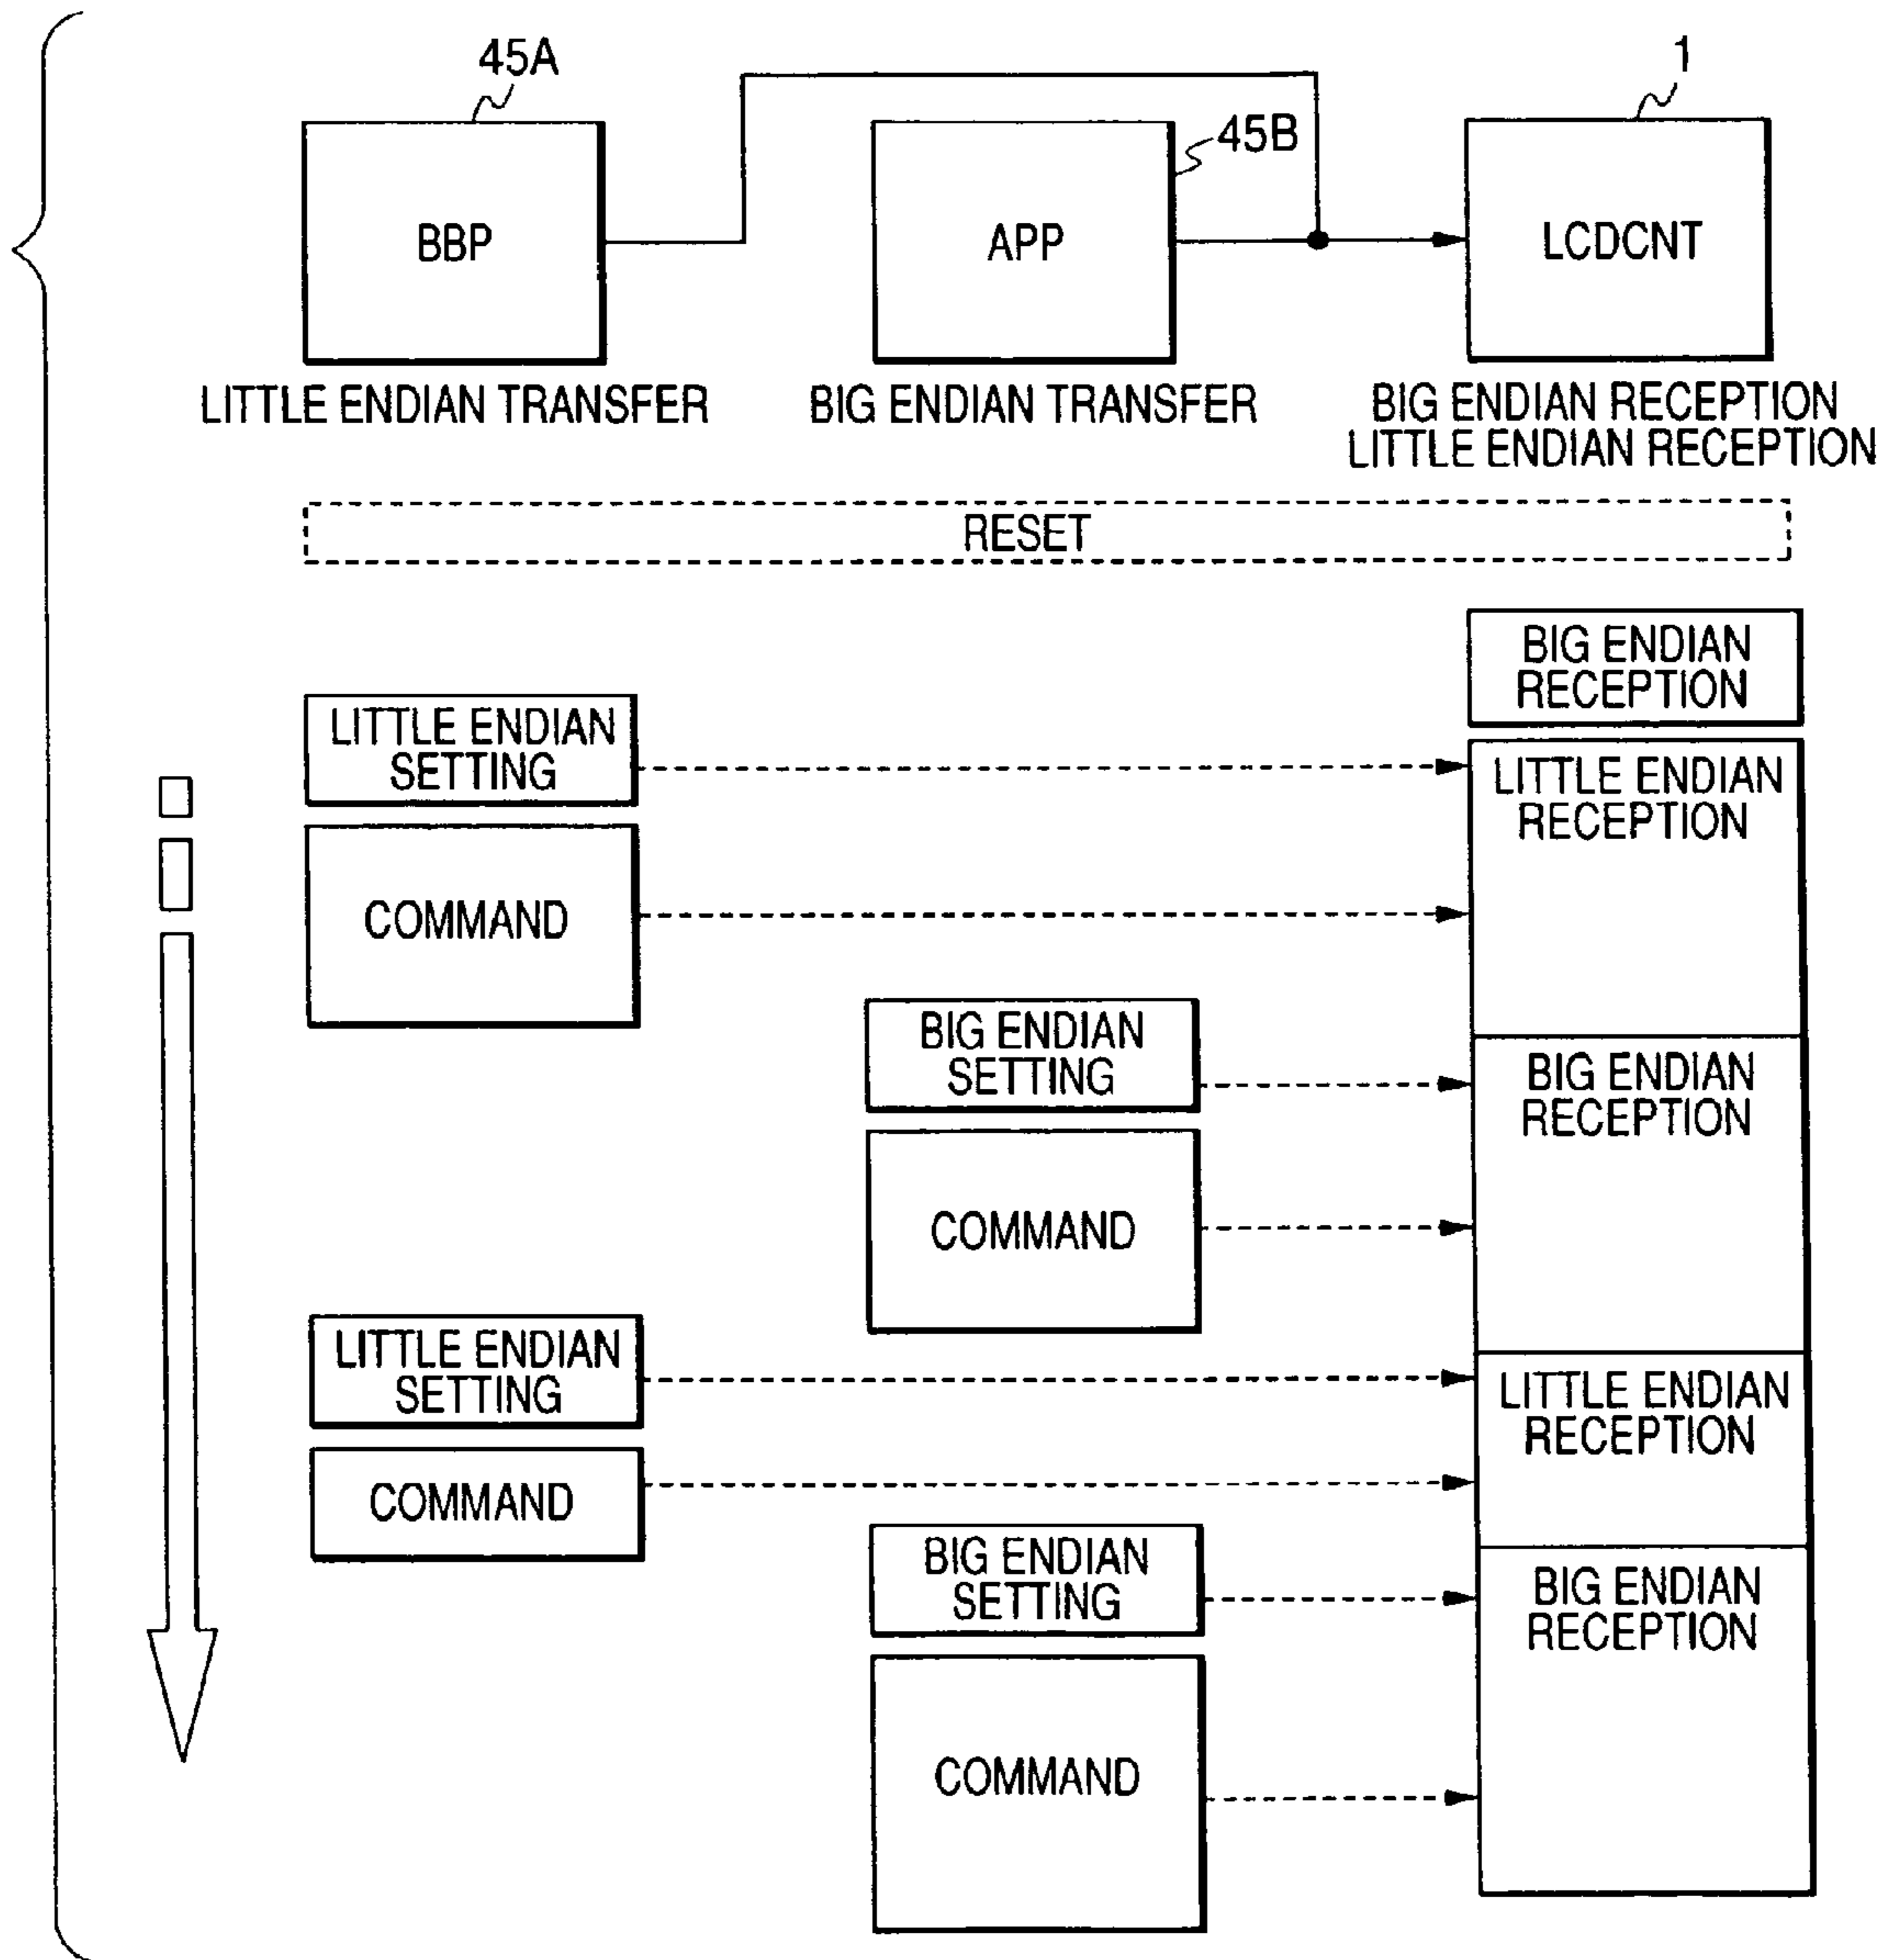 45A
1
45B
BBP
APP
LCDCNT
LITTLE ENDIAN TRANSFER
BIG ENDIAN TRANSFER
BIG ENDIAN RECEPTION
LITTLE ENDIAN RECEPTION
RESET
BIG ENDIAN
RECEPTION
LITTLE ENDIAN
SETTING
LITTLE ENDIAN
RECEPTION
COMMAND
BIG ENDIAN
SETTING
BIG ENDIAN
RECEPTION
COMMAND
LITTLE ENDIAN
SETTING
LITTLE ENDIAN
RECEPTION
COMMAND
BIG ENDIAN
SETTING
BIG ENDIAN
RECEPTION
COMMAND